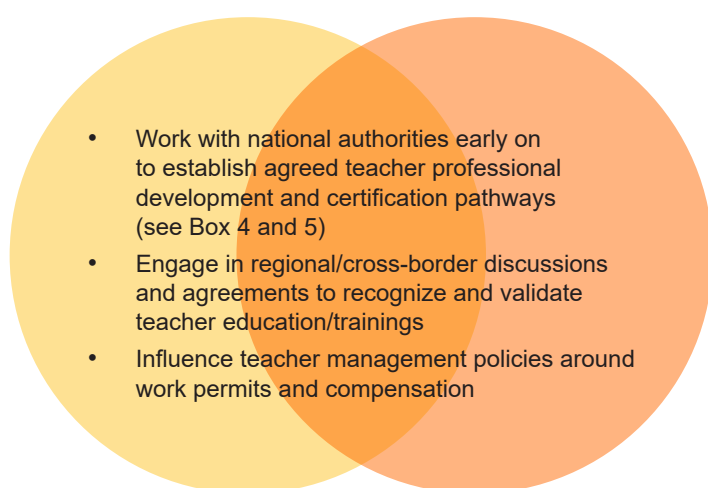 • Work with national authorities early on
to establish agreed teacher professional
development and certification pathways
(see Box 4 and 5)
• Engage in regional/cross-border discussions
and agreements to recognize and validate
teacher education/trainings
• Influence teacher management policies around
work permits and compensation